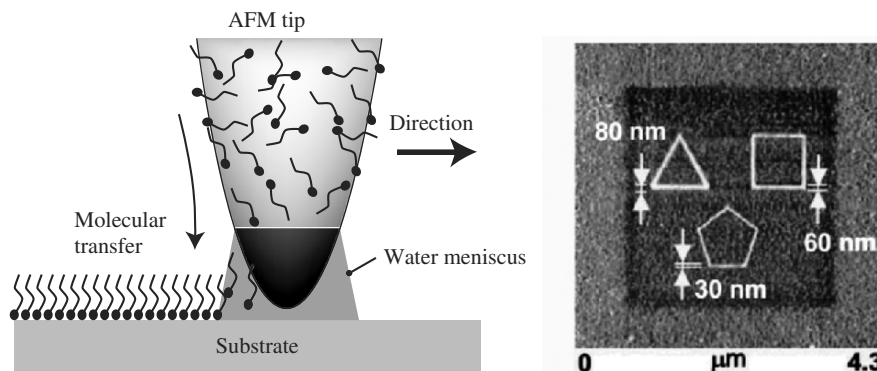 AFM tip
Direction
Molecular
transfer
Water meniscus
Substrate
80 nm
60 nm
30 nm
0 μm 4.3